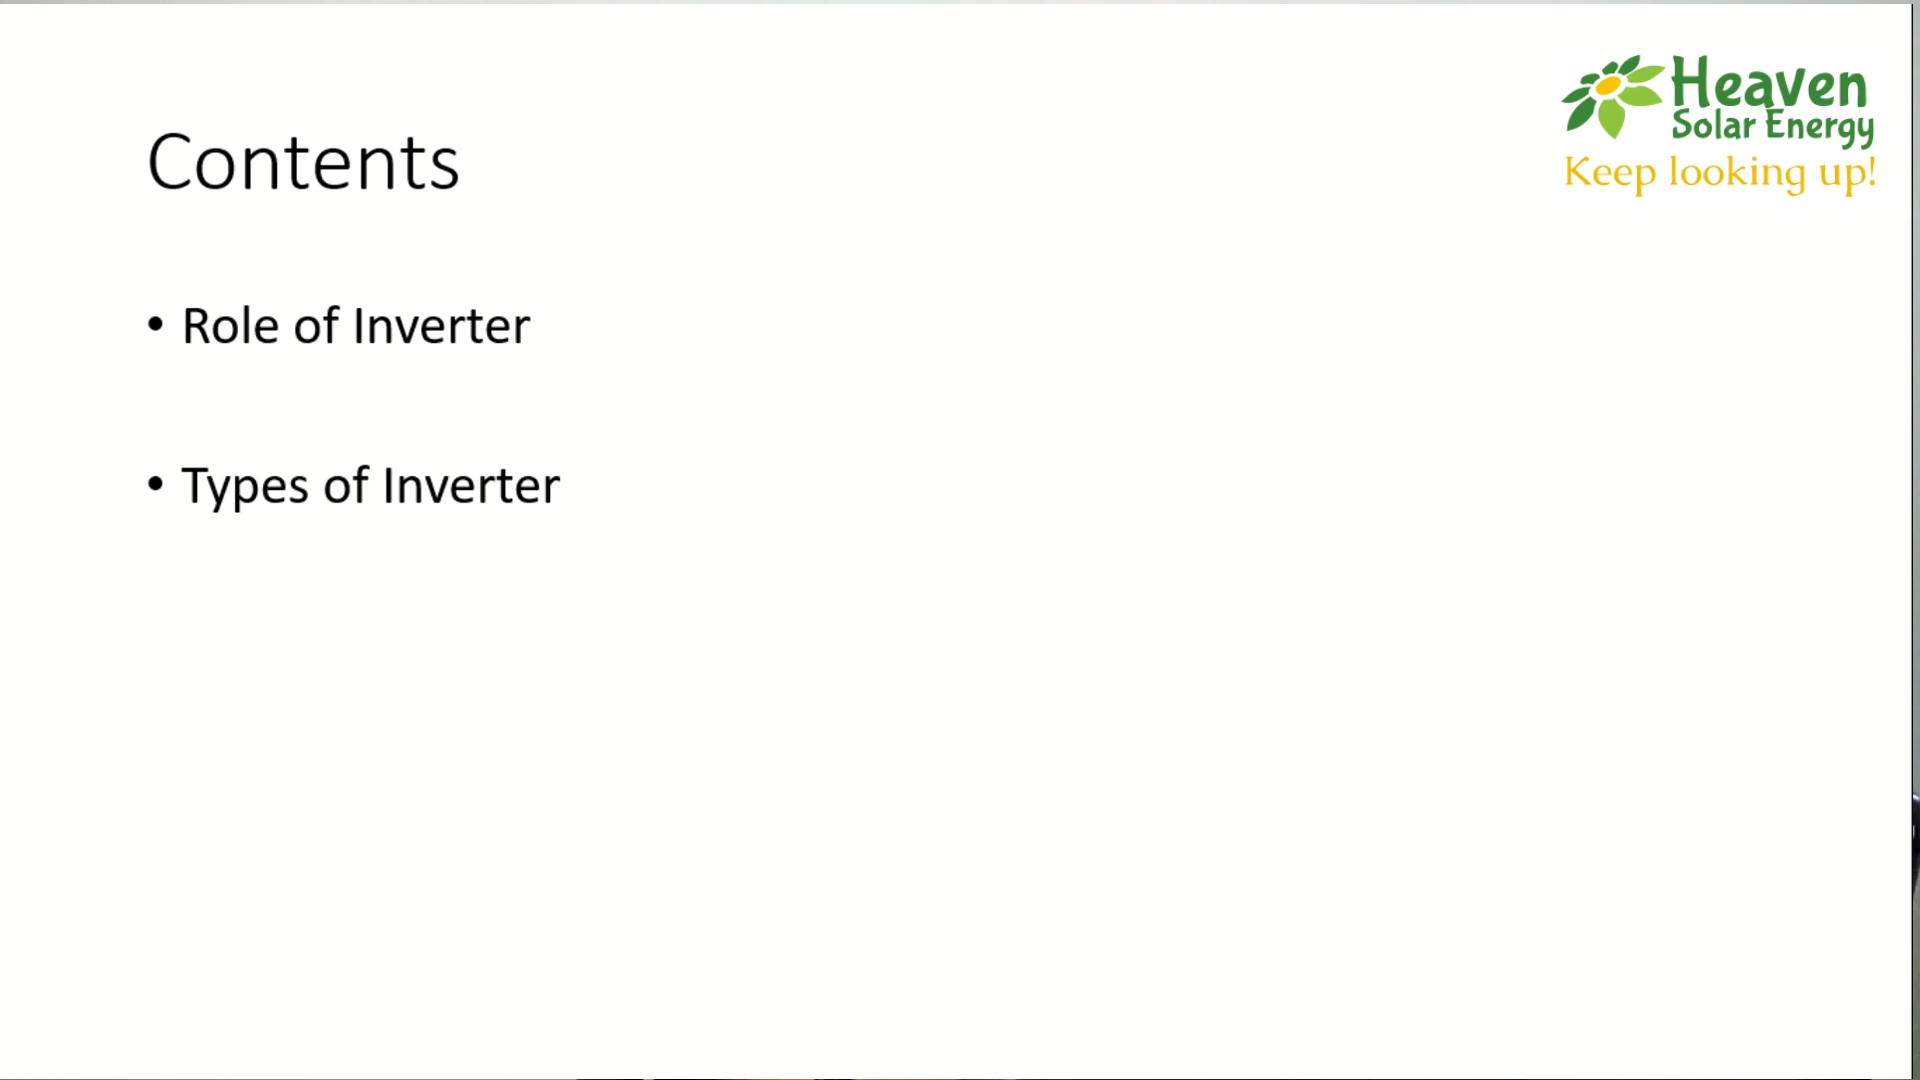 Heaven
Solar Energy
Keep looking up!
Contents
• Role of Inverter
• Types of Inverter